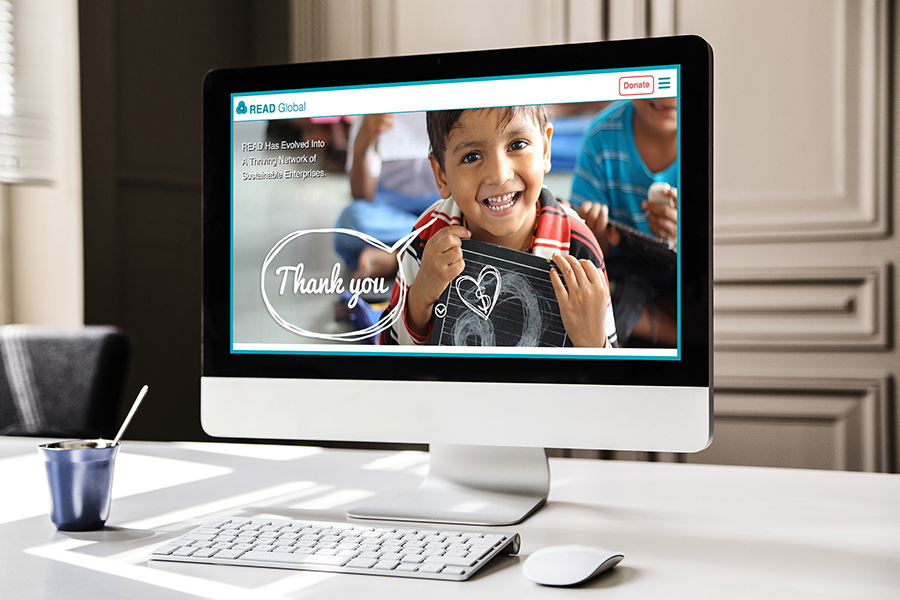 READ Global
Donate
READ Has Evolved Into
A Thriving Network of
Sustainable Enterprises.
Thank you
$